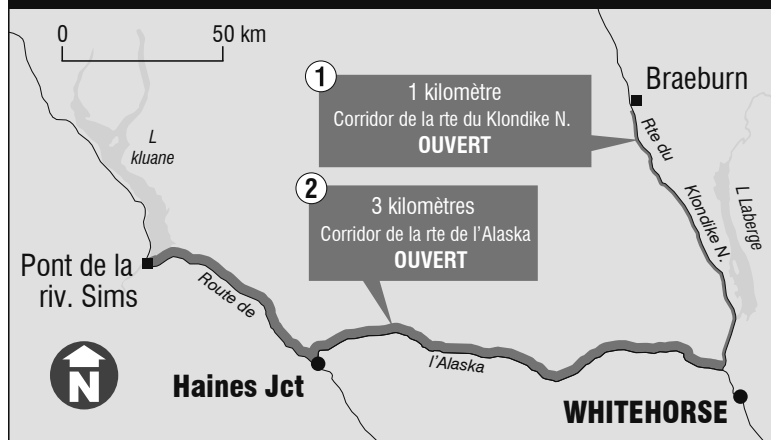 0 50 km
1
1 kilomètre
Corridor de la rte du Klondike N.
OUVERT
Braeburn
L
kluane
Rte du
Klondike N.
L Laberge
2
3 kilomètres
Corridor de la rte de l'Alaska
OUVERT
Pont de la
riv. Sims
Route de
l'Alaska
N
Haines Jct
WHITEHORSE